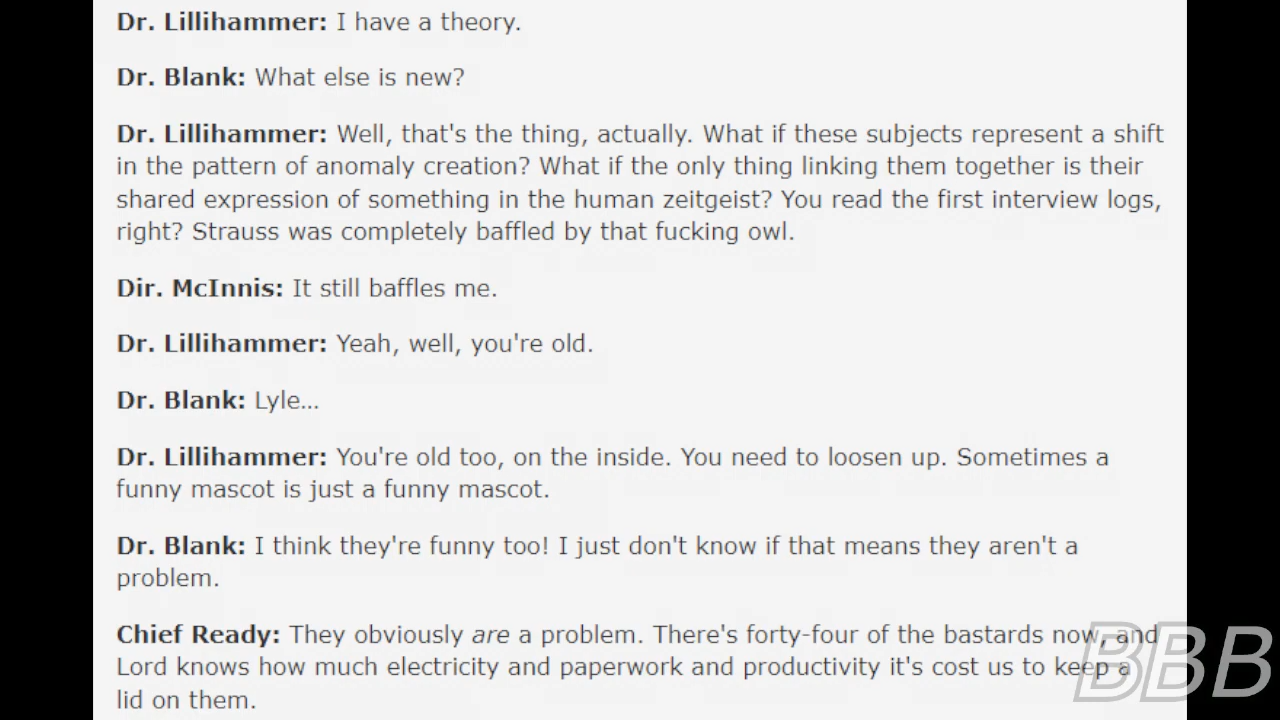 Dr. Lillihammer: I have a theory.
Dr. Blank: What else is new?
Dr. Lillihammer: Well, that's the thing, actually. What if these subjects represent a shift
in the pattern of anomaly creation? What if the only thing linking them together is their
shared expression of something in the human zeitgeist? You read the first interview logs,
right? Strauss was completely baffled by that fucking owl.
Dir. McInnis: It still baffles me.
Dr. Lillihammer: Yeah, well, you're old.
Dr. Blank: Lyle...
Dr. Lillihammer: You're old too, on the inside. You need to loosen up. Sometimes a
funny mascot is just a funny mascot.
Dr. Blank: I think they're funny too! I just don't know if that means they aren't a
problem.
Chief Ready: They obviously are a problem. There's forty-four of the bastards now, and
Lord knows how much electricity and paperwork and productivity it's cost us to keep a
lid on them.
BBB